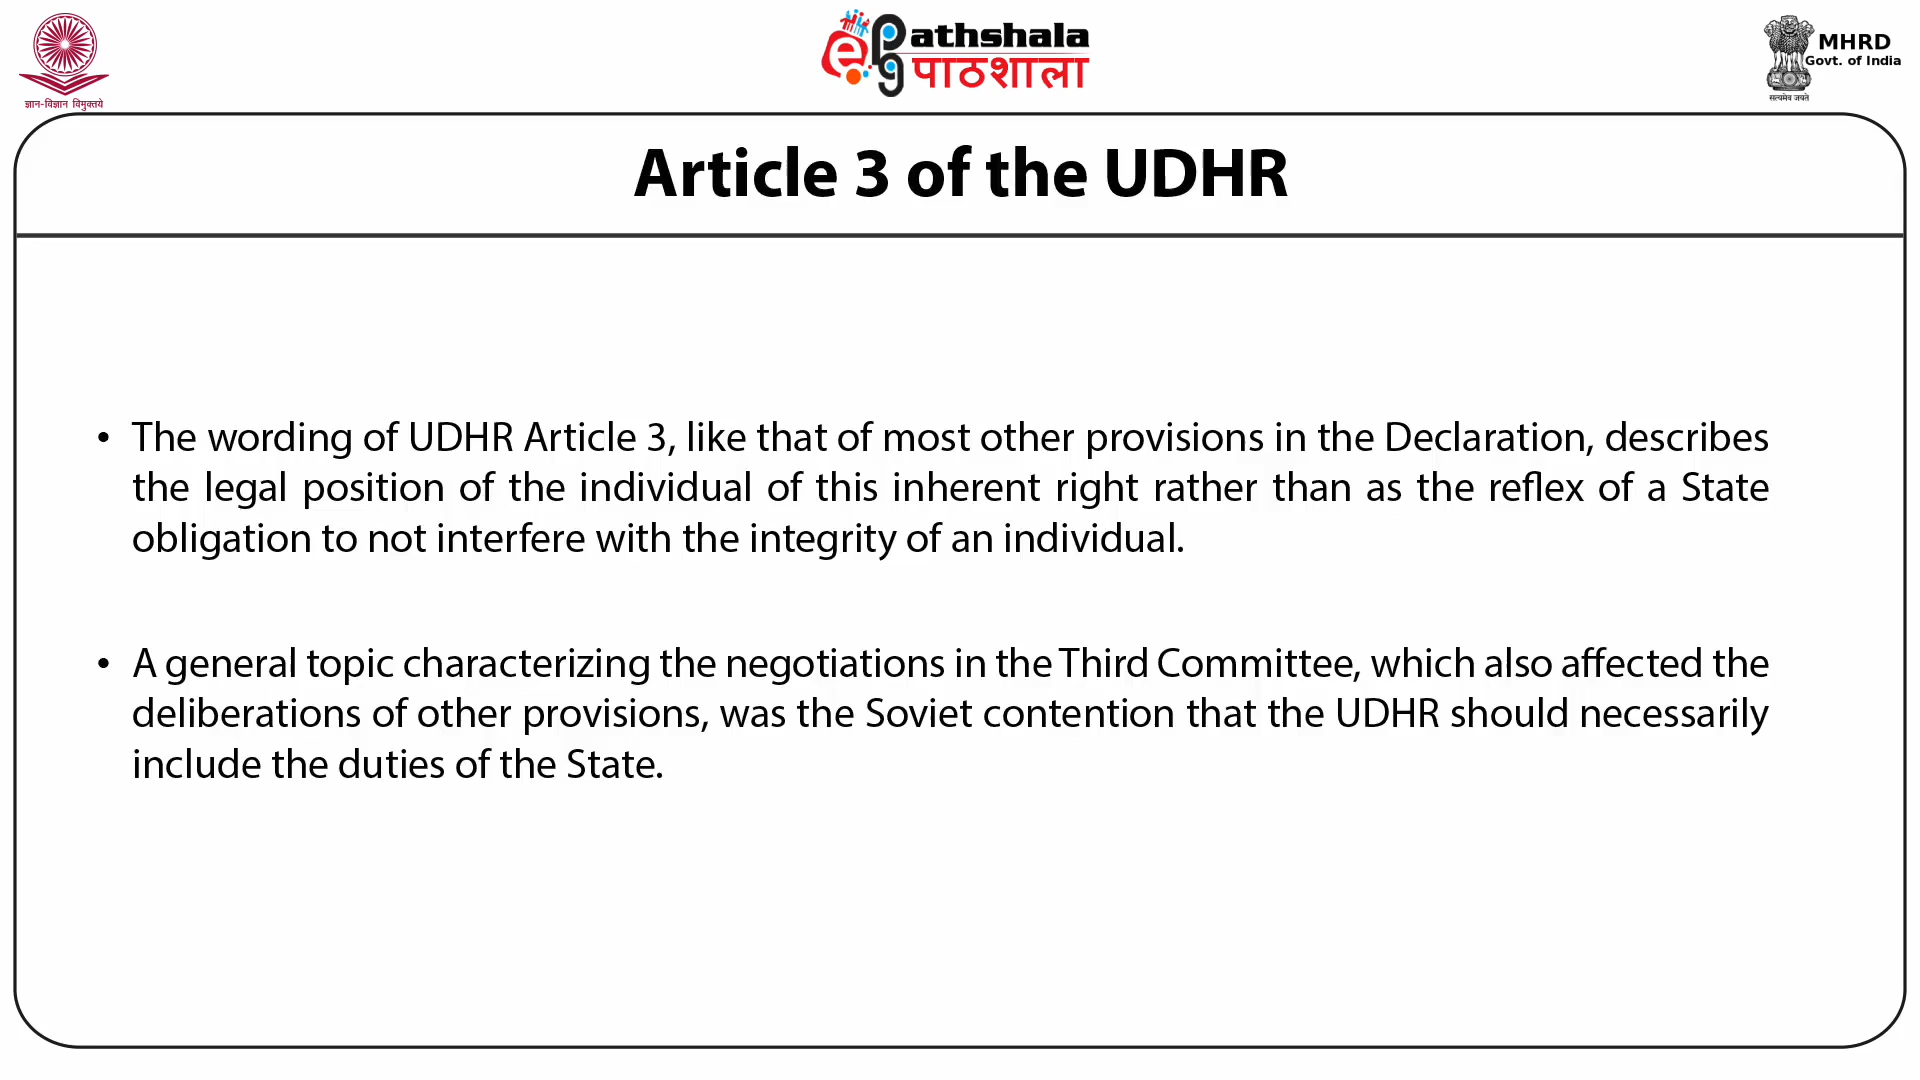 ज्ञान-विज्ञान विमुक्तये
e
PG
athshala
पाठशाला
MHRD
Govt. of India
सत्यमेव जयते
Article 3 of the UDHR
• The wording of UDHR Article 3, like that of most other provisions in the Declaration, describes
the legal position of the individual of this inherent right rather than as the reflex of a State
obligation to not interfere with the integrity of an individual.
• A general topic characterizing the negotiations in the Third Committee, which also affected the
deliberations of other provisions, was the Soviet contention that the UDHR should necessarily
include the duties of the State.